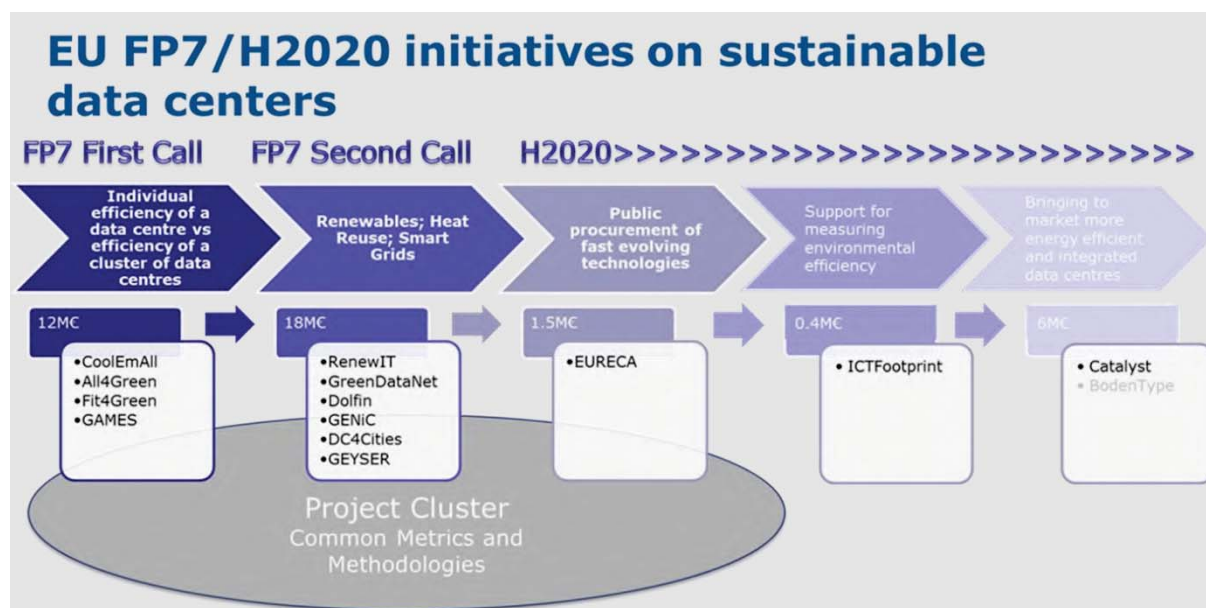 EU FP7/H2020 initiatives on sustainable
data centers
FP7 First Call
FP7 Second Call
H2020>>>>>>>>>>>>>>>>>>>>>>>>>>
Individual
efficiency of a
data centre vs
efficiency of a
cluster of data
centres
Renewables; Heat
Reuse; Smart
Grids
Public
procurement of
fast evolving
technologies
Support for
measuring
environmental
efficiency
Bringing to
market more
energy efficient
and integrated
data centres
12M€
18M€
1.5M€
0.4M€
6M€
•CoolEmAll
•All4Green
•Fit4Green
•GAMES
•RenewIT
•GreenDataNet
•Dolfin
•GENiC
•DC4Cities
•GEYSER
•EURECA
• ICTFootprint
• Catalyst
• BodenType
Project Cluster
Common Metrics and
Methodologies